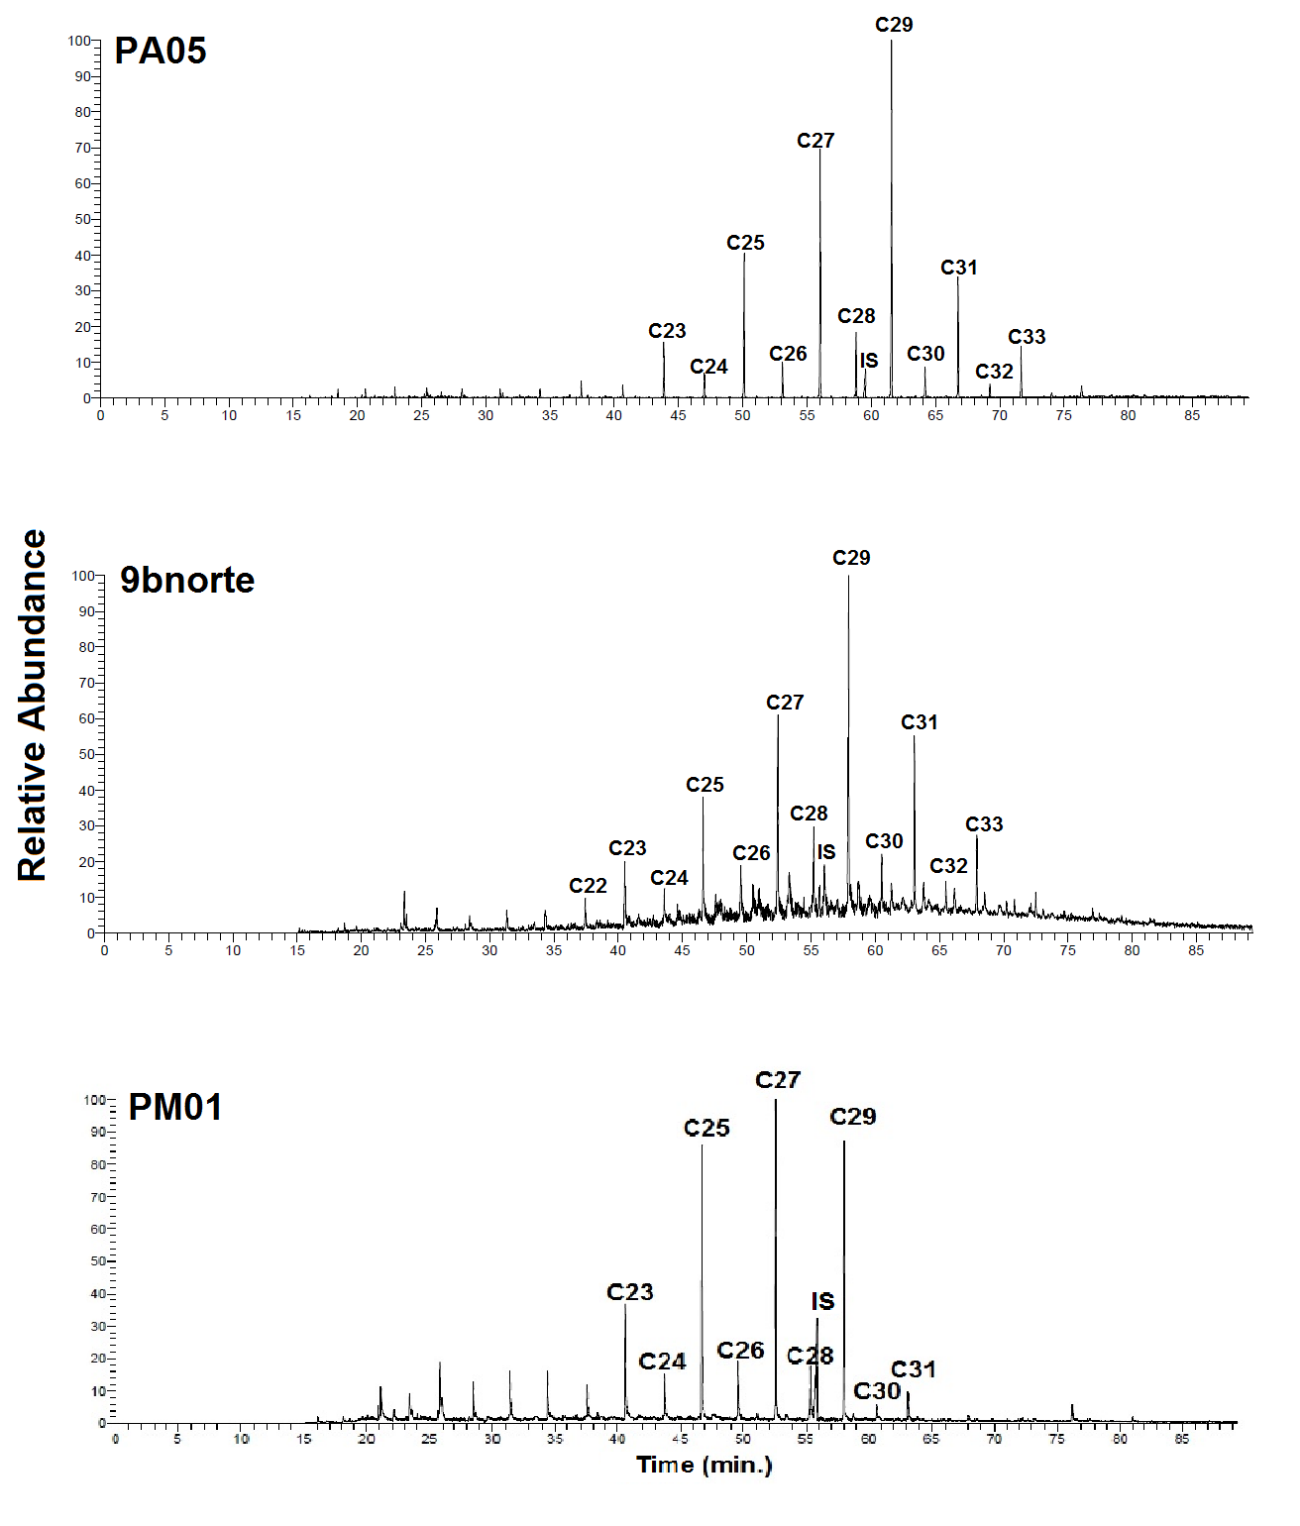 C29
PA05
100
90
80
70
60
50
40
30
20
10
0
C27
C25
C31
C28
C23
C33
C30
C26
IS
C24
C32
0 5 10 15 20 25 30 35 40 45 50 55 60 65 70 75 80 85
Relative Abundance
C29
9bnorte
100
90
80
70
60
50
40
30
20
10
0
C27
C31
C25
C28
C33
C23
IS
C30
C26
C32
C24
C22
0 5 10 15 20 25 30 35 40 45 50 55 60 65 70 75 80 85
C27
PM01
100
90
80
70
60
50
40
30
20
10
0
C29
C25
C23
IS
C26
C28
C24
C31
C30
0 5 10 15 20 25 30 35 40 45 50 55 60 65 70 75 80 85
Time (min.)